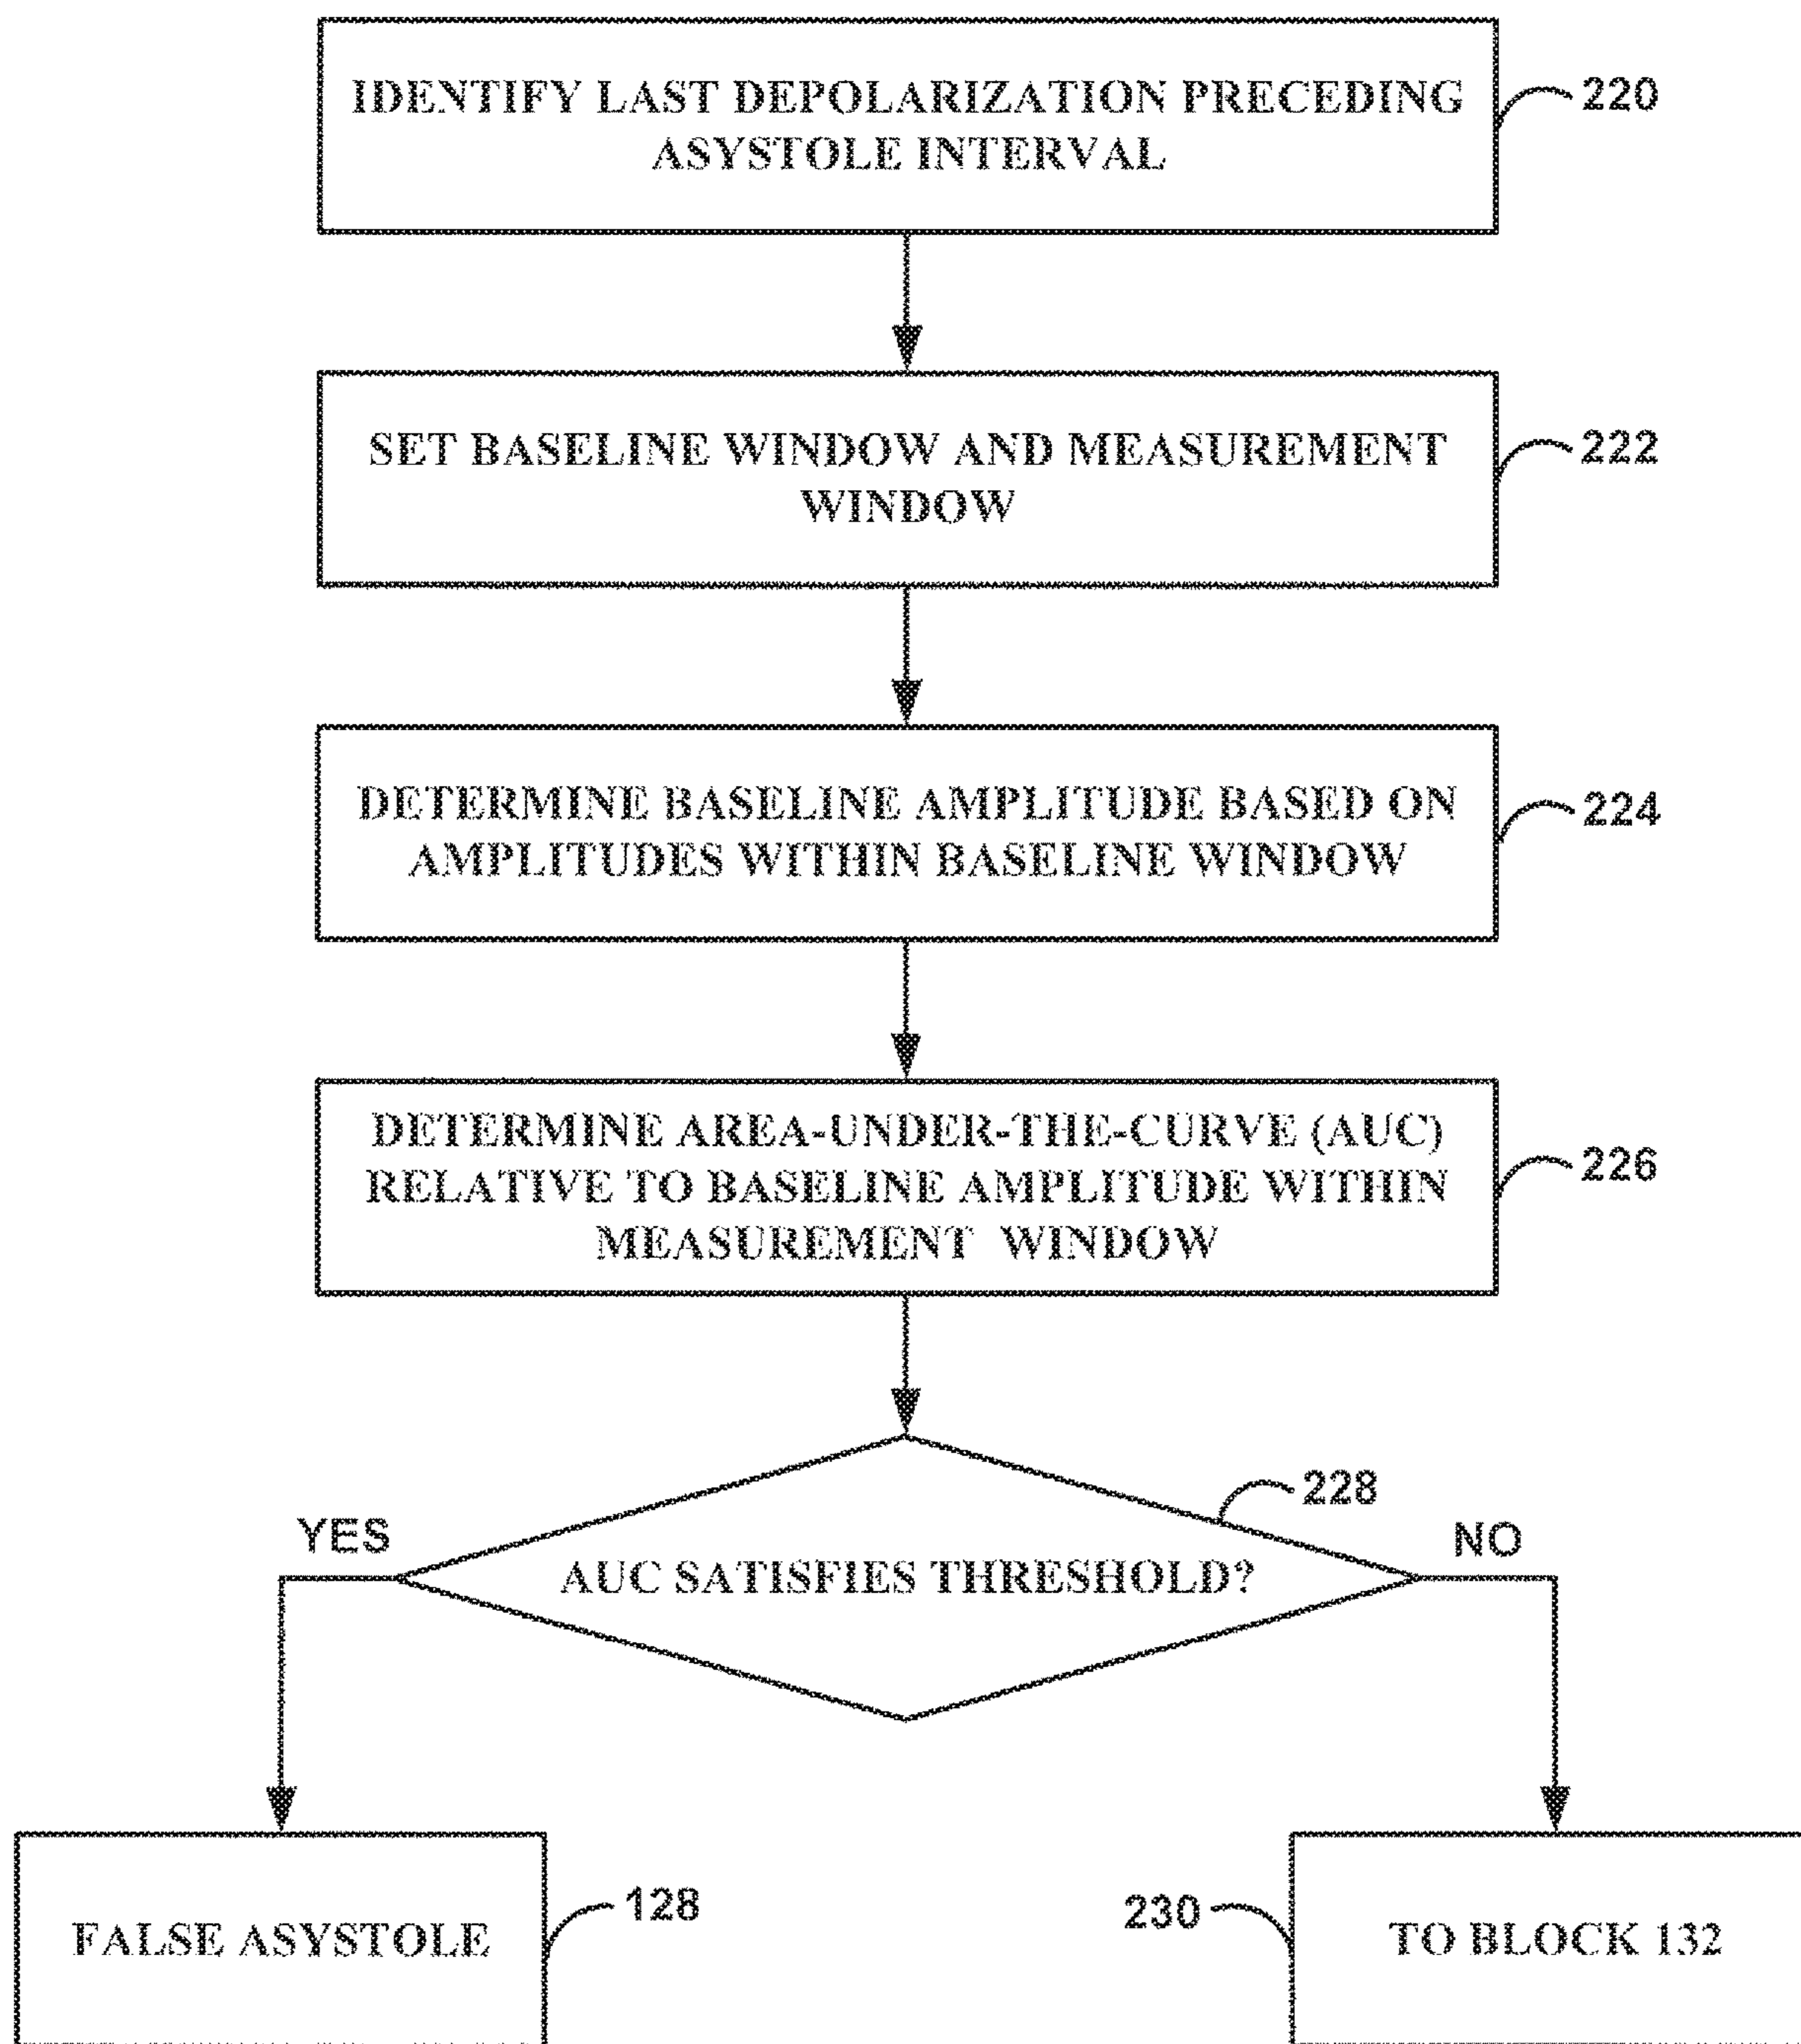 IDENTIFY LAST DEPOLARIZATION PRECEDING
ASYSTOLE INTERVAL
220
SET BASELINE WINDOW AND MEASUREMENT
WINDOW
222
DETERMINE BASELINE AMPLITUDE BASED ON
AMPLITUDES WITHIN BASELINE WINDOW
224
DETERMINE AREA-UNDER-THE-CURVE (AUC)
RELATIVE TO BASELINE AMPLITUDE WITHIN
MEASUREMENT WINDOW
226
228
YES
NO
AUC SATISFIES THRESHOLD?
FALSE ASYSTOLE
128
230
TO BLOCK 132